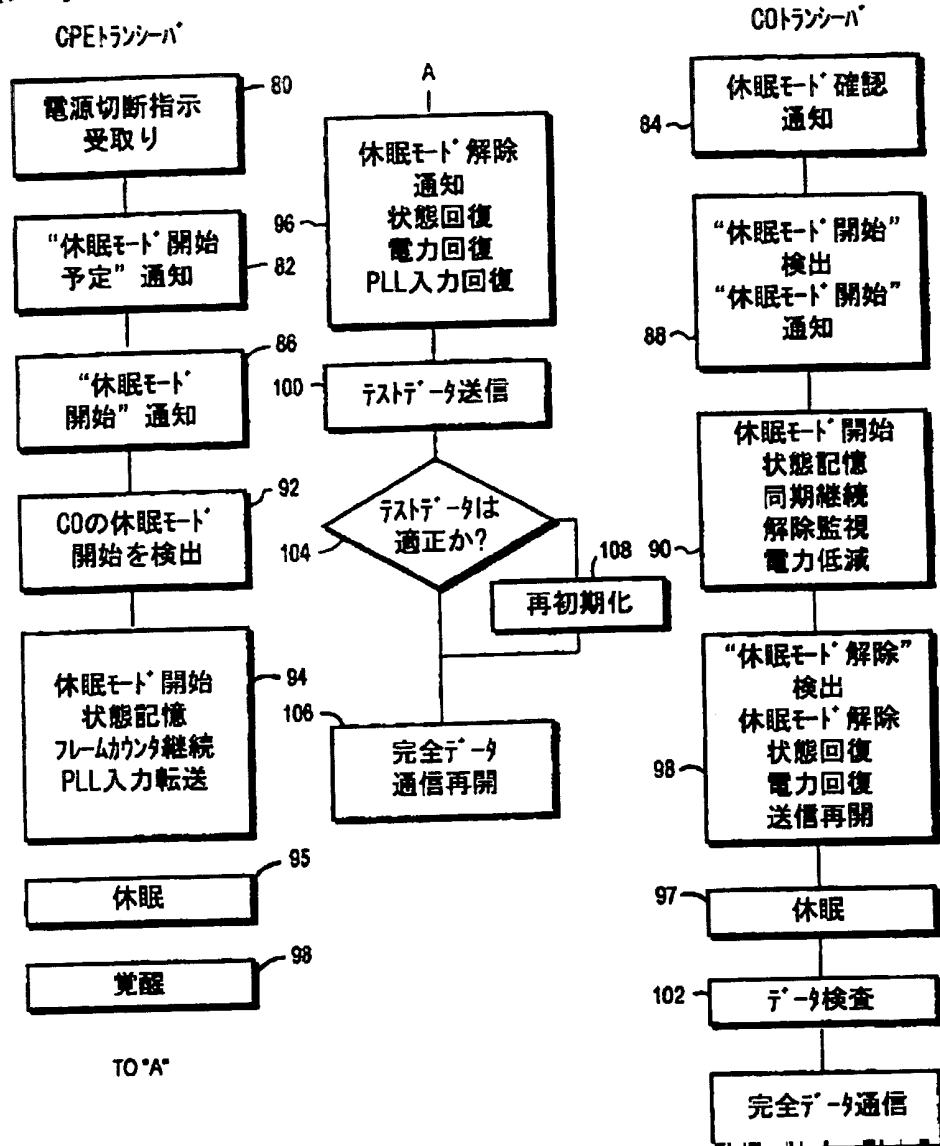 CPEトランシーバ
電源切断指示
受取り
80
“休眠モード開始
予定”通知
82
“休眠モード
開始”通知
86
COの休眠モード
開始を検出
92
休眠モード開始
状態記憶
フレームカウンタ継続
PLL入力転送
94
休眠
95
覚醒
98
TO "A"
A
休眠モード解除
通知
状態回復
電力回復
PLL入力回復
96
テストデータ送信
100
テストデータは
適正か?
104
再初期化
108
完全データ
通信再開
106
COトランシーバ
休眠モード確認
通知
84
“休眠モード開始”
検出
“休眠モード開始”
通知
88
休眠モード開始
状態記憶
同期継続
解除監視
電力低減
90
“休眠モード解除”
検出
休眠モード解除
状態回復
電力回復
送信再開
98
休眠
97
データ検査
102
完全データ通信